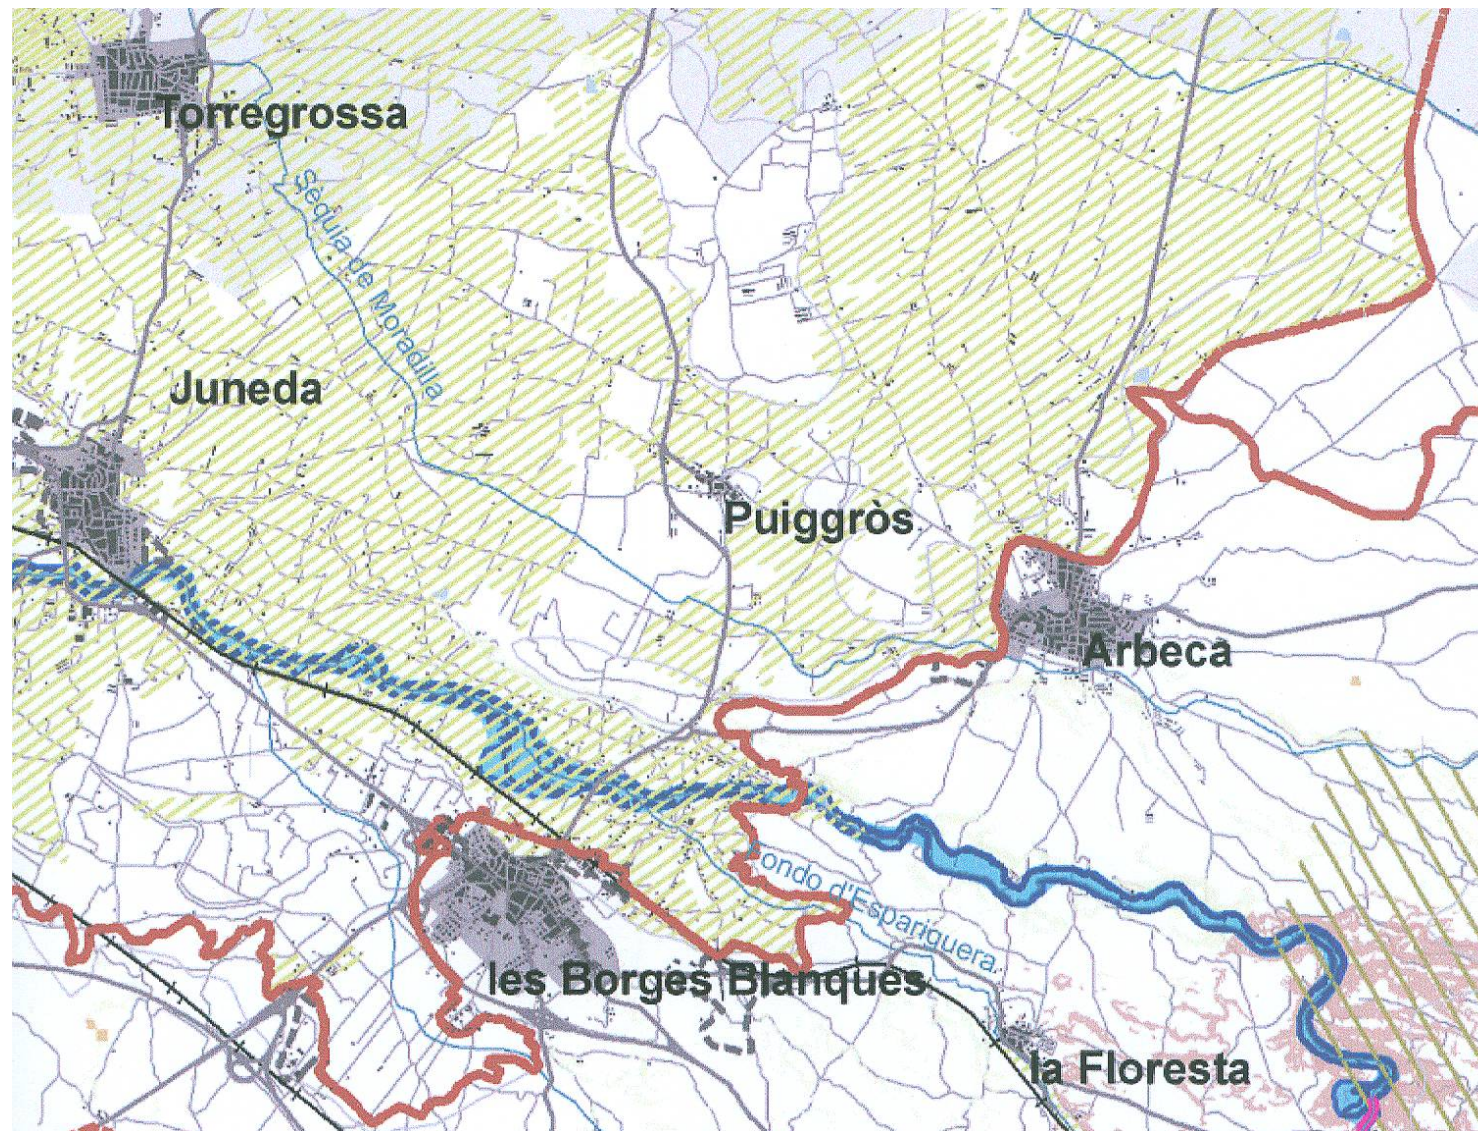 Torregrossa
Sèquia de Moradilla
Juneda
Puiggròs
Arbeca
Fondo d'Espariguera
les Borges Blanques
la Floresta